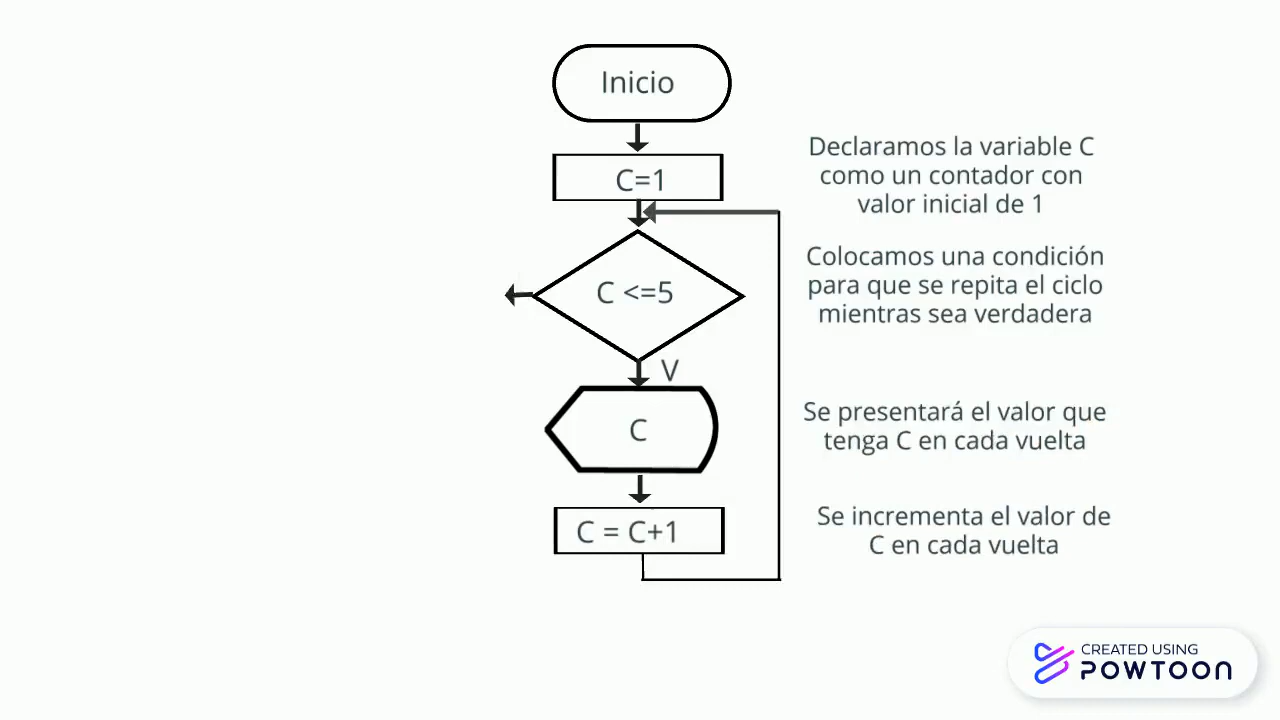 Inicio
C=1
Declaramos la variable C
como un contador con
valor inicial de 1
C <=5
Colocamos una condición
para que se repita el ciclo
mientras sea verdadera
V
C
Se presentará el valor que
tenga C en cada vuelta
C = C+1
Se incrementa el valor de
C en cada vuelta
CREATED USING
POWTOON